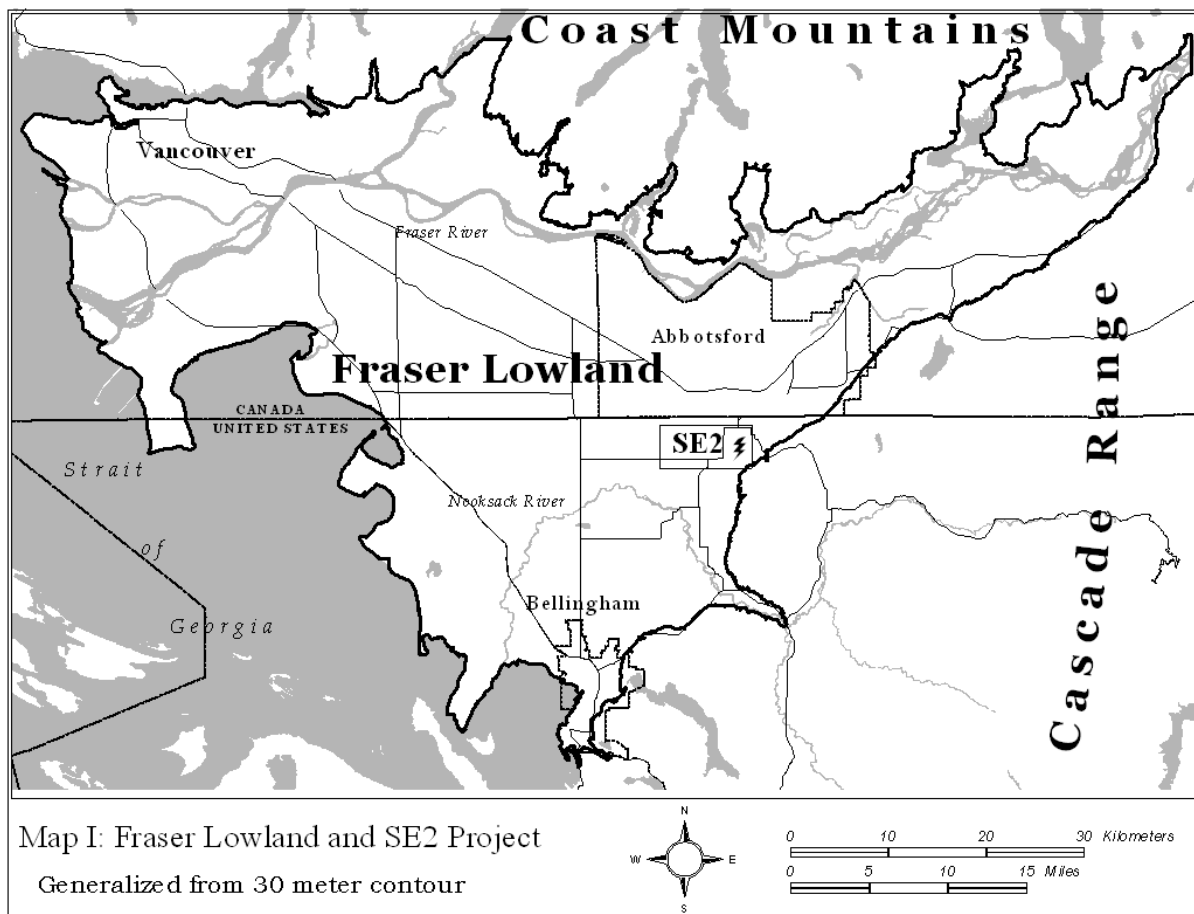 Coast Mountains
Vancouver
Fraser River
Abbotsford
Fraser Lowland
CANADA
UNITED STATES
SE2
Strait
of
Georgia
Nooksack River
Bellingham
Cascade Range
Map I: Fraser Lowland and SE2 Project
Generalized from 30 meter contour
N
W E
S
0 10 20 30 Kilometers
0 5 10 15 Miles